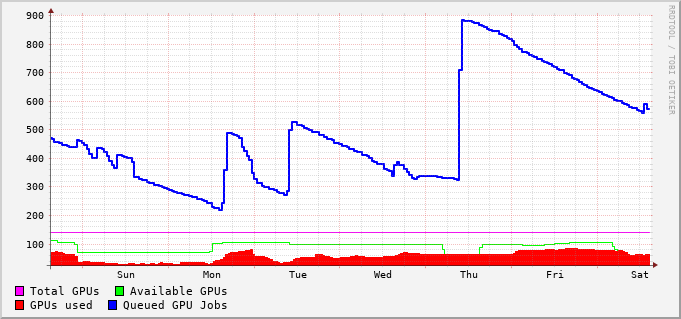 900
800
700
600
500
400
300
200
100
Sun Mon Tue Wed Thu Fri Sat
Total GPUs Available GPUs
GPUs used Queued GPU Jobs
RRDTOOL / TOBI OETIKER